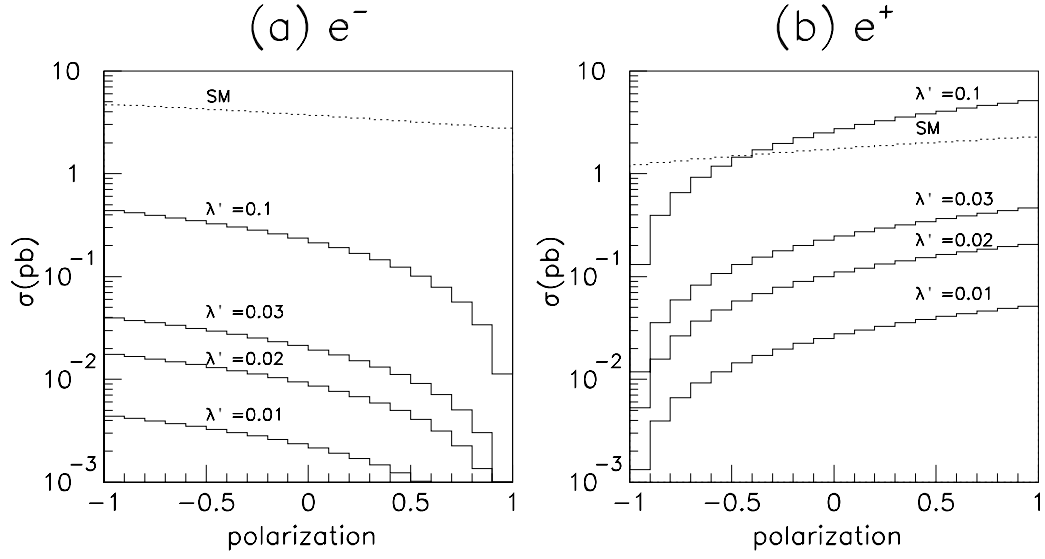 (a) e⁻
10
1
10⁻¹
10⁻²
10⁻³
σ(pb)
SM
λ' =0.1
λ' =0.03
λ' =0.02
λ' =0.01
−1 −0.5 0 0.5 1
polarization
(b) e⁺
10
1
10⁻¹
10⁻²
10⁻³
σ(pb)
λ' =0.1
SM
λ' =0.03
λ' =0.02
λ' =0.01
−1 −0.5 0 0.5 1
polarization